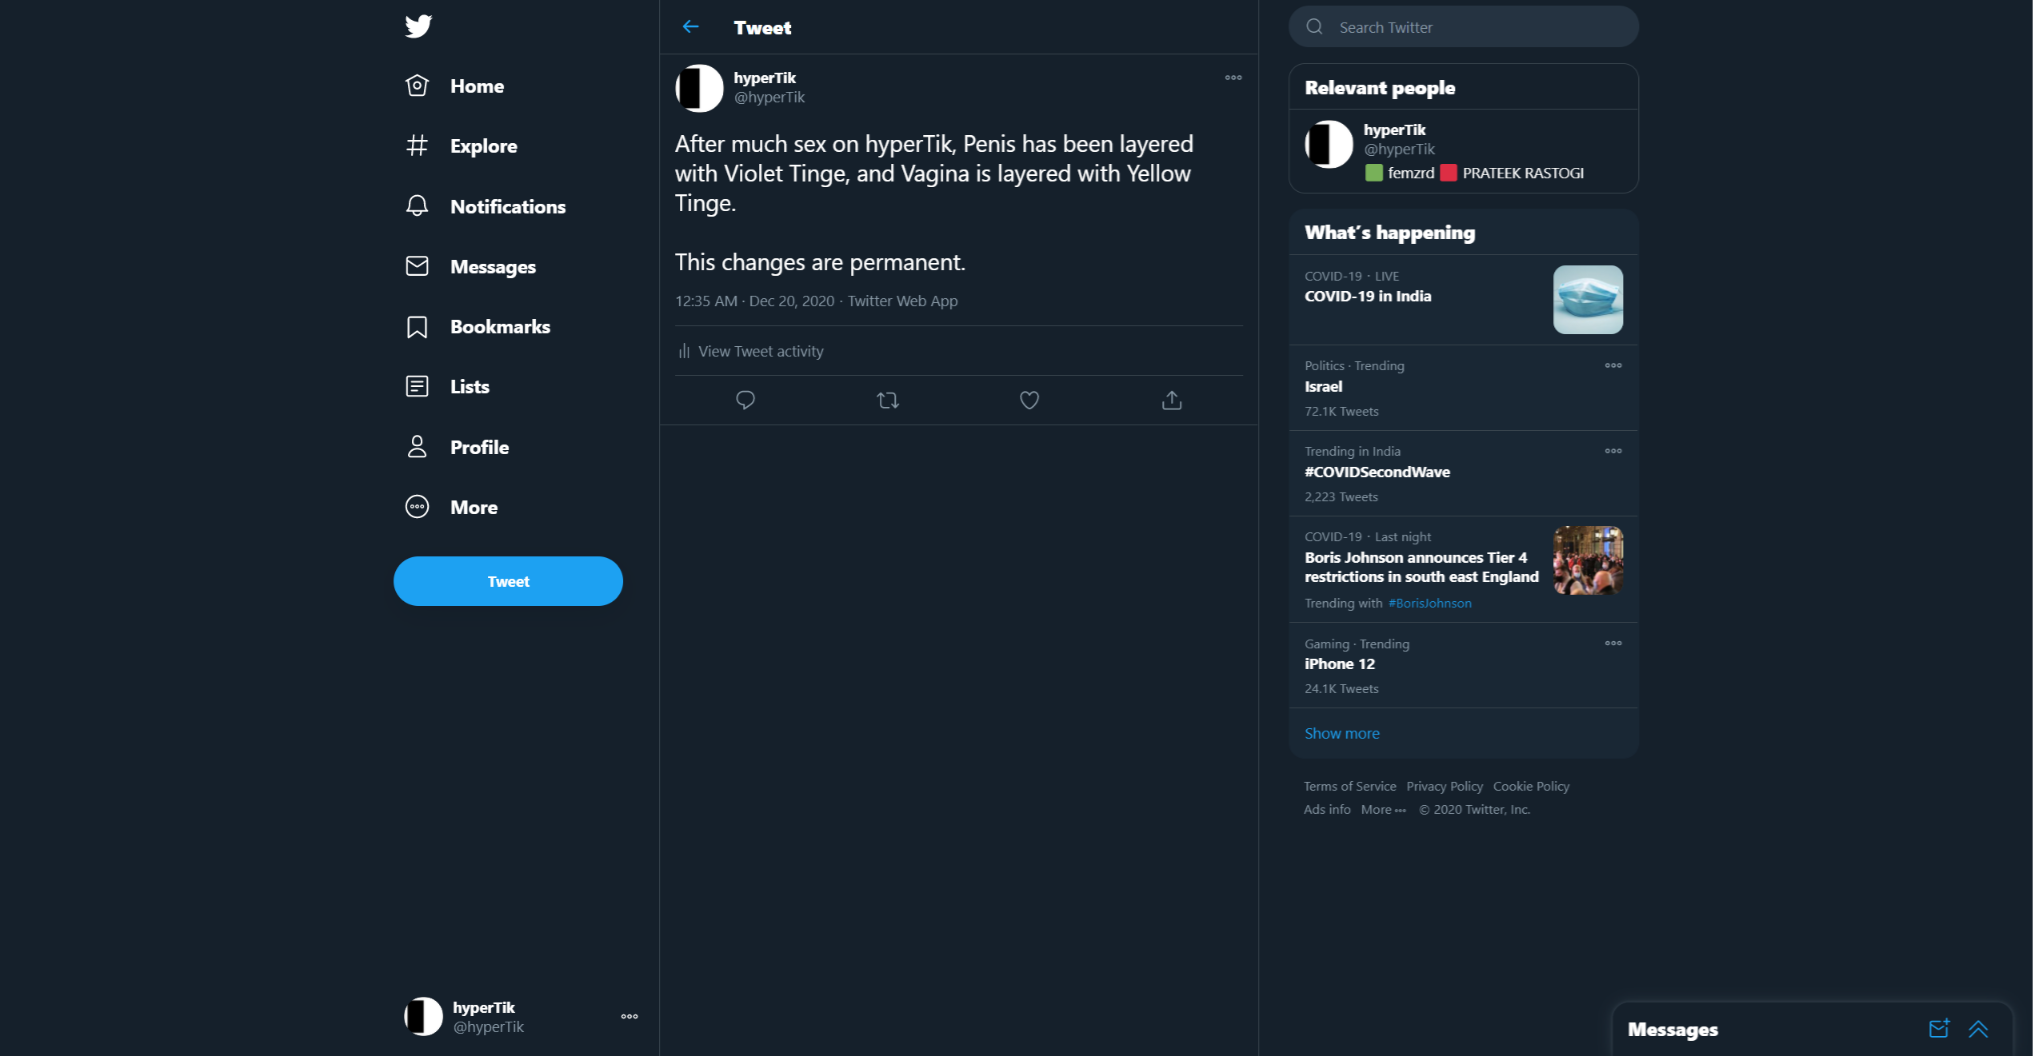 Home
Explore
Notifications
Messages
Bookmarks
Lists
Profile
More
Tweet
hyperTik
@hyperTik
Tweet
hyperTik
@hyperTik
After much sex on hyperTik, Penis has been layered
with Violet Tinge, and Vagina is layered with Yellow
Tinge.
This changes are permanent.
12:35 AM · Dec 20, 2020 · Twitter Web App
View Tweet activity
Search Twitter
Relevant people
hyperTik
@hyperTik
femzrd PRATEEK RASTOGI
What's happening
COVID-19 · LIVE
COVID-19 in India
Politics · Trending
Israel
72.1K Tweets
Trending in India
#COVIDSecondWave
2,223 Tweets
COVID-19 · Last night
Boris Johnson announces Tier 4
restrictions in south east England
Trending with #BorisJohnson
Gaming · Trending
iPhone 12
24.1K Tweets
Show more
Terms of Service Privacy Policy Cookie Policy
Ads info More ··· © 2020 Twitter, Inc.
Messages